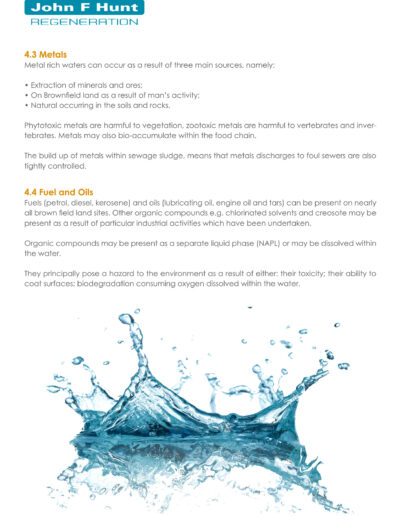 John F Hunt
REGENERATION
4.3 Metals
Metal rich waters can occur as a result of three main sources, namely:
• Extraction of minerals and ores;
• On Brownfield land as a result of man's activity;
• Natural occurring in the soils and rocks.
Phytotoxic metals are harmful to vegetation, zootoxic metals are harmful to vertebrates and inver-
tebrates. Metals may also bio-accumulate within the food chain.
The build up of metals within sewage sludge, means that metals discharges to foul sewers are also
tightly controlled.
4.4 Fuel and Oils
Fuels (petrol, diesel, kerosene) and oils (lubricating oil, engine oil and tars) can be present on nearly
all brown field land sites. Other organic compounds e.g. chlorinated solvents and creosote may be
present as a result of particular industrial activities which have been undertaken.
Organic compounds may be present as a separate liquid phase (NAPL) or may be dissolved within
the water.
They principally pose a hazard to the environment as a result of either: their toxicity; their ability to
coat surfaces; biodegradation consuming oxygen dissolved within the water.